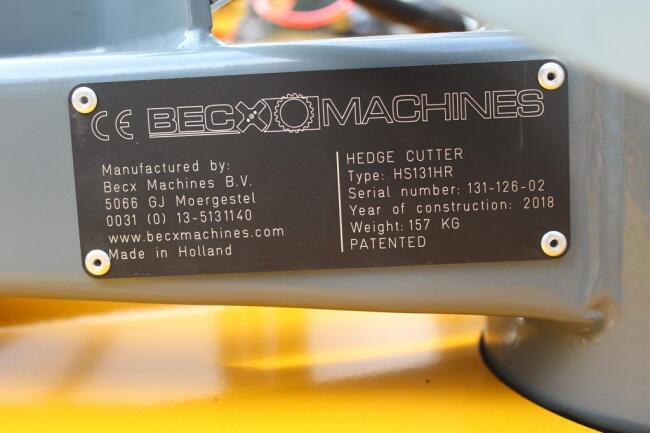 CE BECX MACHINES
Manufactured by:
Becx Machines B.V.
5066 GJ Moergestel
0031 (0) 13-5131140
www.becxmachines.com
Made in Holland
HEDGE CUTTER
Type: HS131HR
Serial number: 131-126-02
Year of construction: 2018
Weight: 157 KG
PATENTED